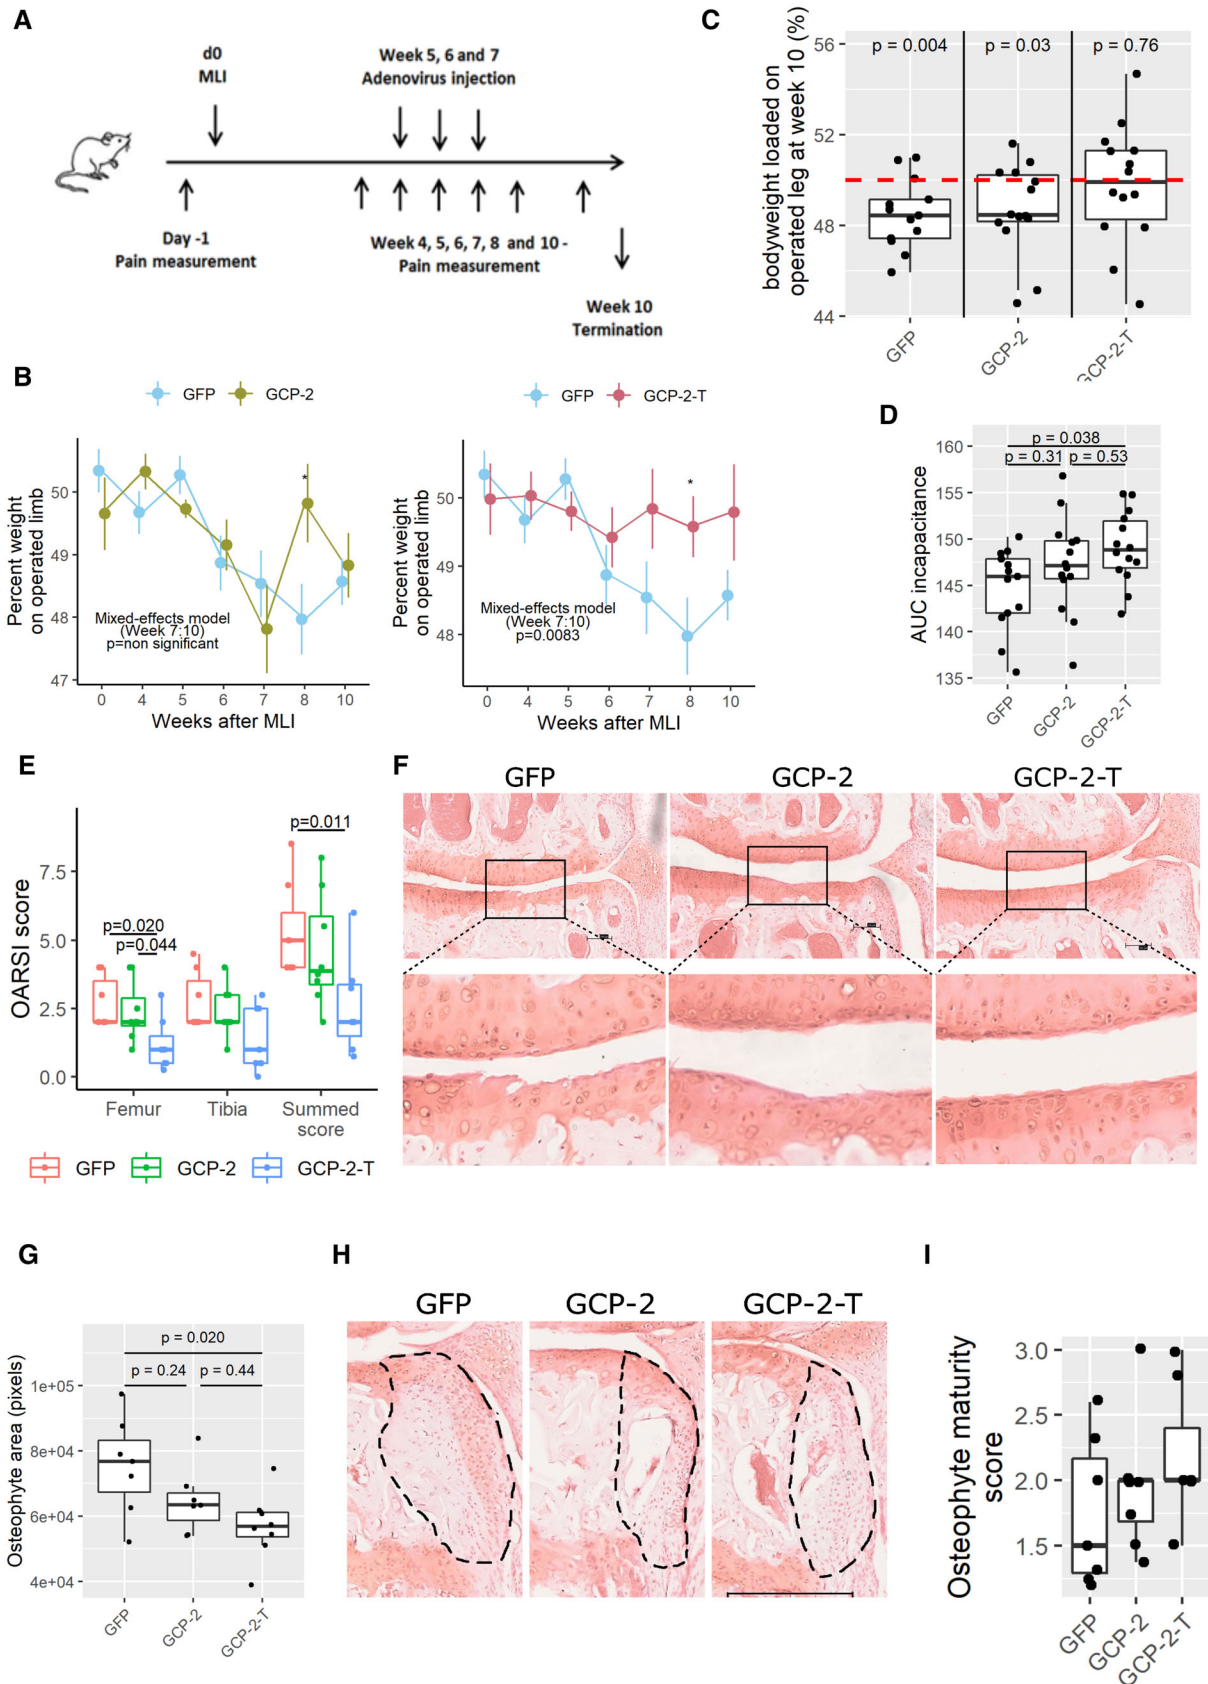 A
d0
MLI
Week 5, 6 and 7
Adenovirus injection
Day -1
Pain measurement
Week 4, 5, 6, 7, 8 and 10 -
Pain measurement
Week 10
Termination
C
bodyweight loaded on
operated leg at week 10 (%)
56
52
48
44
p = 0.004
p = 0.03
p = 0.76
GFP
GCP-2
GCP-2-T
B
GFP
GCP-2
Percent weight
on operated limb
50
49
48
47
*
Mixed-effects model
(Week 7:10)
p=non significant
0
4
5
6
7
8
10
Weeks after MLI
GFP
GCP-2-T
Percent weight
on operated limb
50
49
48
*
Mixed-effects model
(Week 7:10)
p=0.0083
0
4
5
6
7
8
10
Weeks after MLI
D
AUC incapacitance
160
155
150
145
140
135
p = 0.038
p = 0.31
p = 0.53
GFP
GCP-2
GCP-2-T
E
OARSI score
7.5
5.0
2.5
0.0
p=0.011
p=0.020
p=0.044
Femur
Tibia
Summed
score
GFP
GCP-2
GCP-2-T
F
GFP
GCP-2
GCP-2-T
G
Osteophyte area (pixels)
1e+05
8e+04
6e+04
4e+04
p = 0.020
p = 0.24
p = 0.44
GFP
GCP-2
GCP-2-T
H
GFP
GCP-2
GCP-2-T
I
Osteophyte maturity
score
3.0
2.5
2.0
1.5
GFP
GCP-2
GCP-2-T